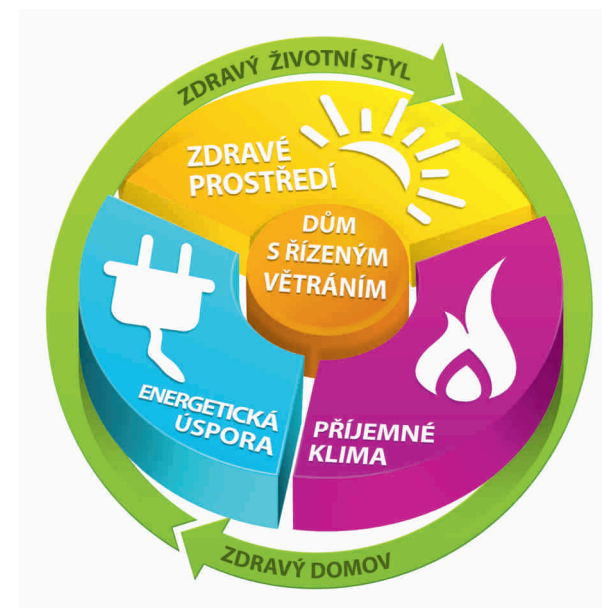 ZDRAVÝ ŽIVOTNÍ STYL
ZDRAVÉ
PROSTŘEDÍ
DŮM
S ŘÍZENÝM
VĚTRÁNÍM
ENERGETICKÁ
ÚSPORA
PŘÍJEMNÉ
KLIMA
ZDRAVÝ DOMOV